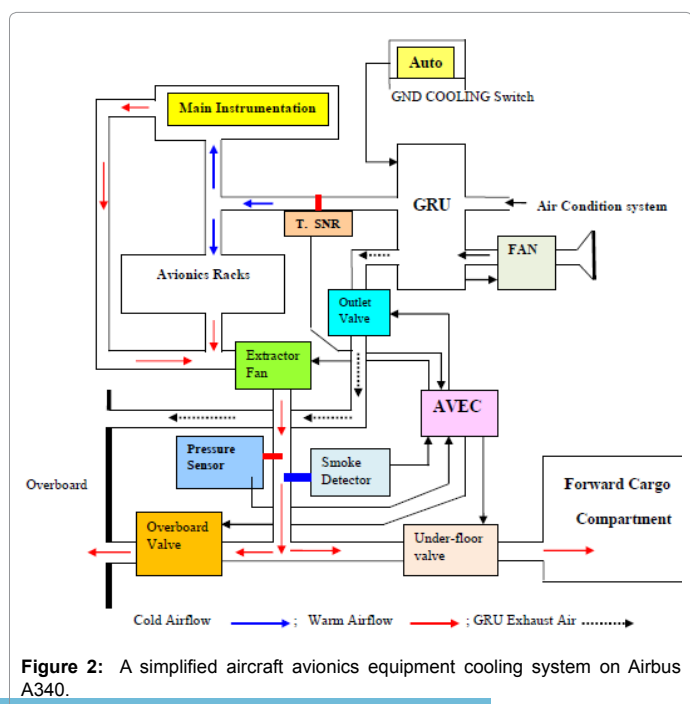 Auto
GND COOLING Switch
Main Instrumentation
GRU
Air Condition system
T. SNR
FAN
Avionics Racks
Outlet
Valve
Extractor
Fan
AVEC
Pressure
Sensor
Smoke
Detector
Overboard
Forward Cargo
Compartment
Overboard
Valve
Under-floor
valve
Cold Airflow ; Warm Airflow ; GRU Exhaust Air
Figure 2: A simplified aircraft avionics equipment cooling system on Airbus
A340.